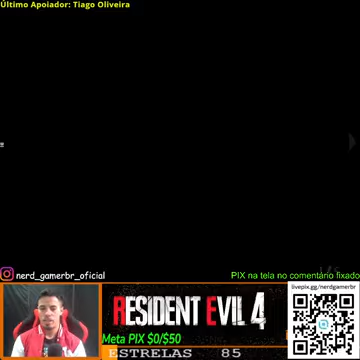 Último Apoiador: Tiago Oliveira
nerd_gamerbr_oficial
PIX na tela no comentário fixado
livepix.gg/nerdgamerbr
RESIDENT EVIL 4
Meta PIX $0/$50
ESTRELAS 85